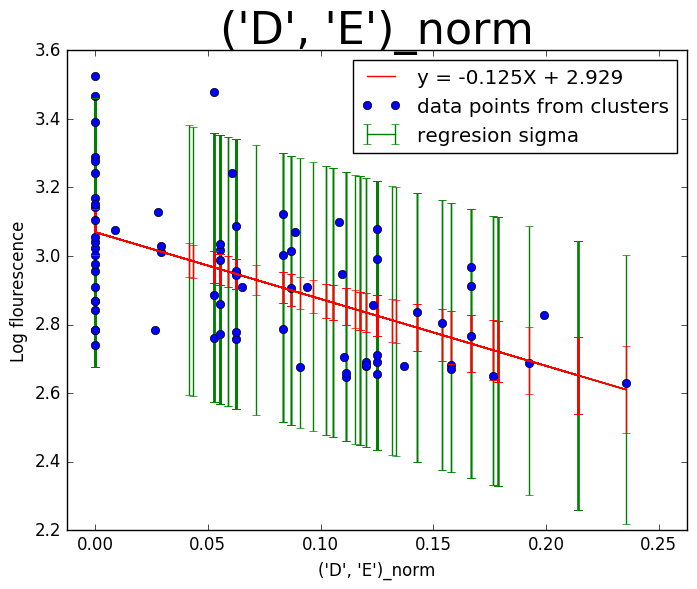 ('D', 'E')_norm
y = -0.125X + 2.929
data points from clusters
regresion sigma
Log flourescence
3.6
3.4
3.2
3.0
2.8
2.6
2.4
2.2
0.00 0.05 0.10 0.15 0.20 0.25
('D', 'E')_norm